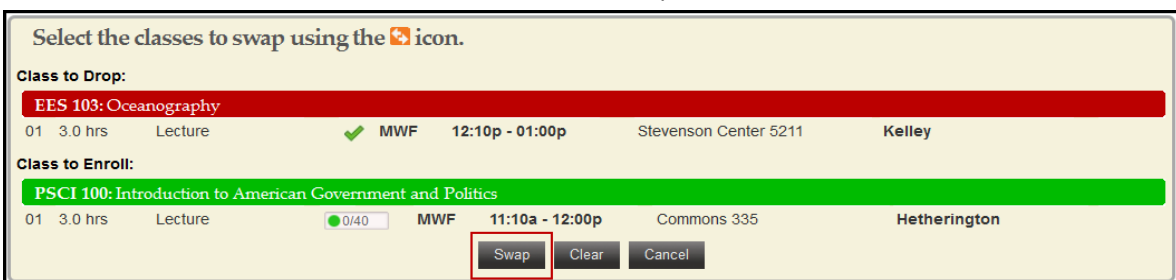 Select the classes to swap using the icon.
Class to Drop:
EES 103: Oceanography
01 3.0 hrs Lecture MWF 12:10p - 01:00p Stevenson Center 5211 Kelley
Class to Enroll:
PSCI 100: Introduction to American Government and Politics
01 3.0 hrs Lecture 0/40 MWF 11:10a - 12:00p Commons 335 Hetherington
Swap Clear Cancel